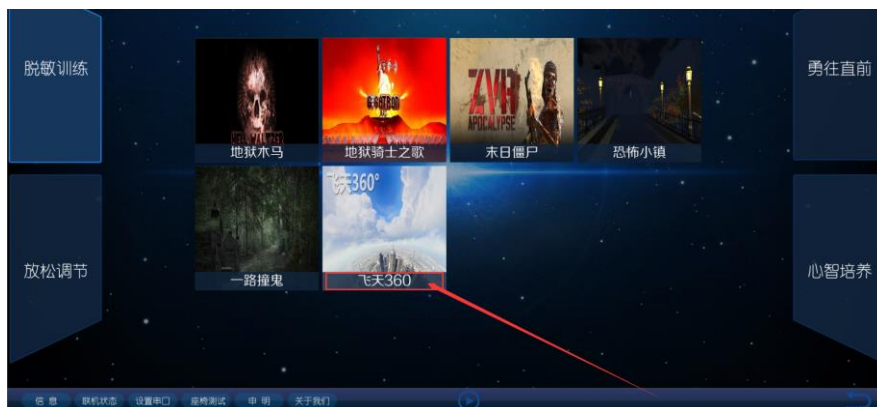 脱敏训练
勇往直前
地狱木马
地狱骑士之歌
ZVR
APOCALYPSE
末日僵尸
恐怖小镇
放松调节
心智培养
一路撞鬼
飞天360°
飞天360
信 息
联机状态
设置串口
座椅测试
申 明
关于我们